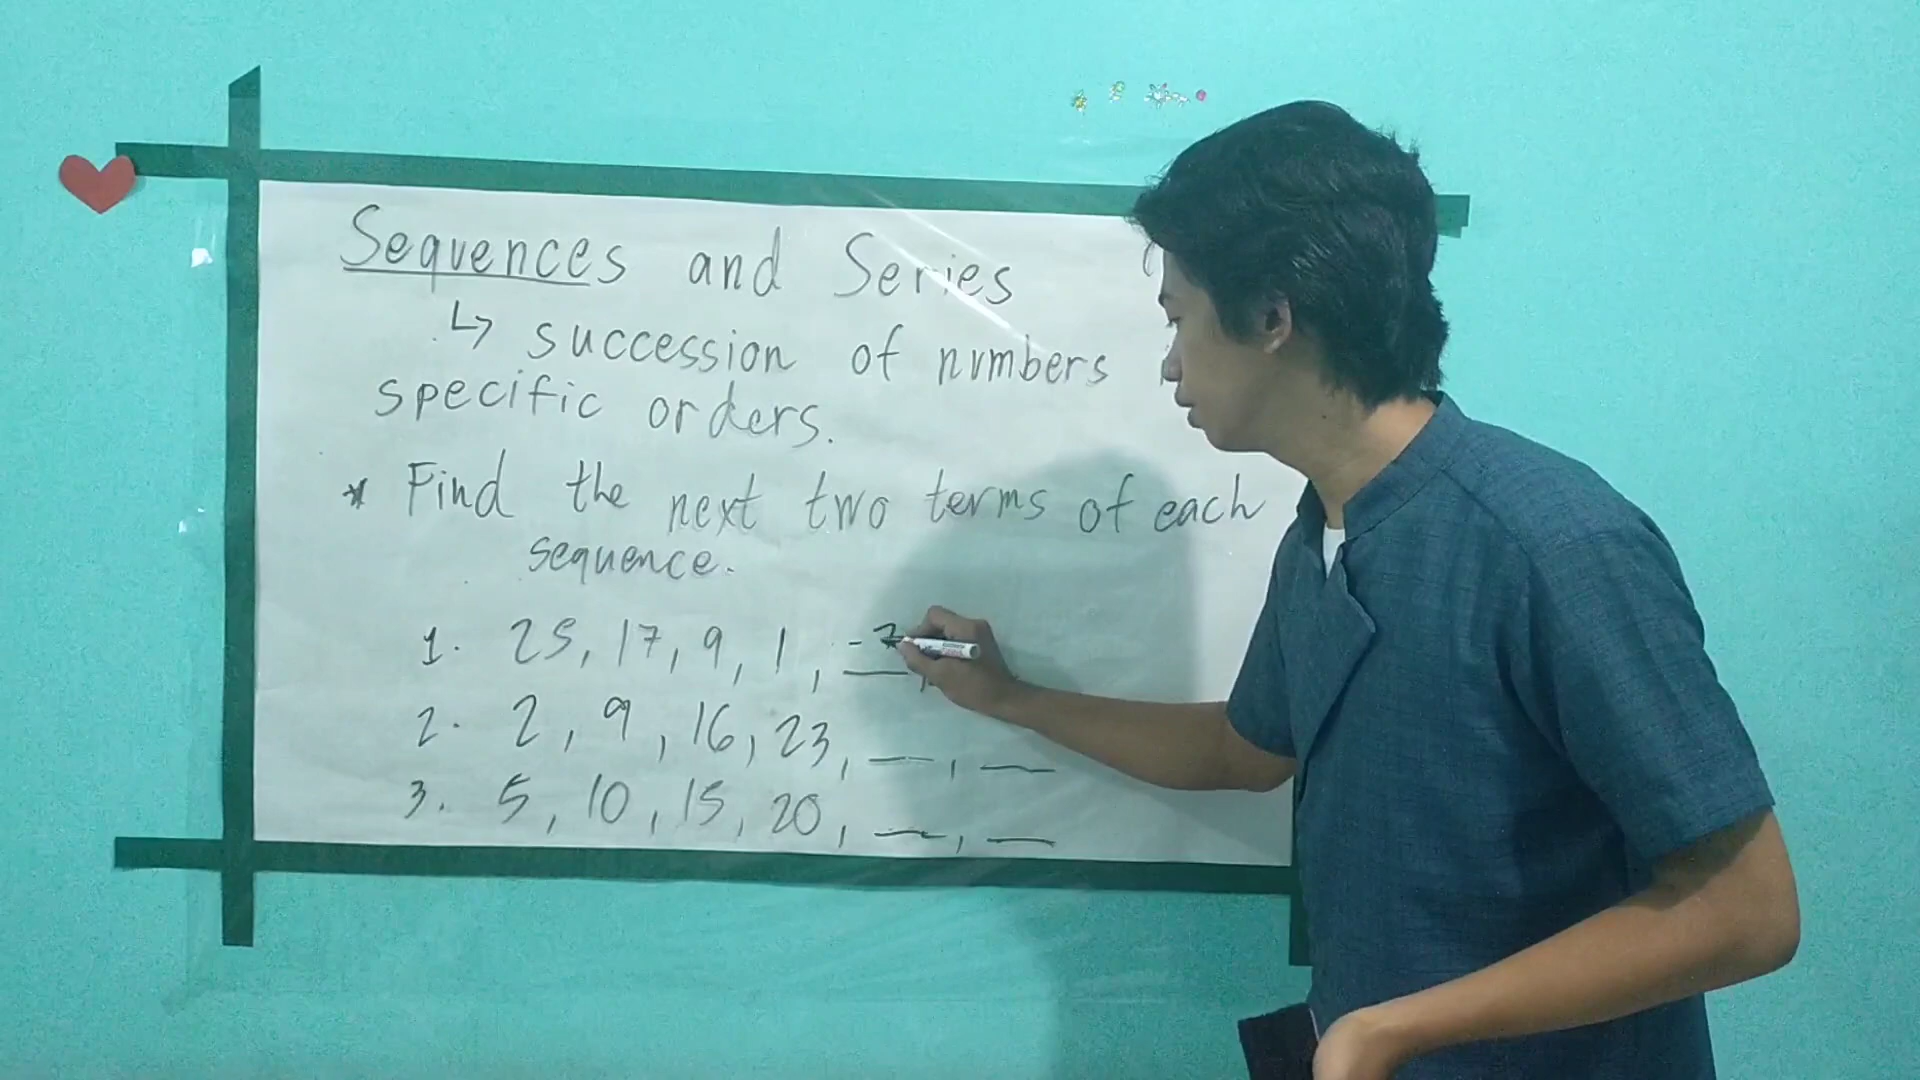 Sequences and Series
↳ succession of numbers
specific orders.
* Find the next two terms of each
sequence.
1. 25, 17, 9, 1, -7,
2. 2, 9, 16, 23, __, __
3. 5, 10, 15, 20, __, __